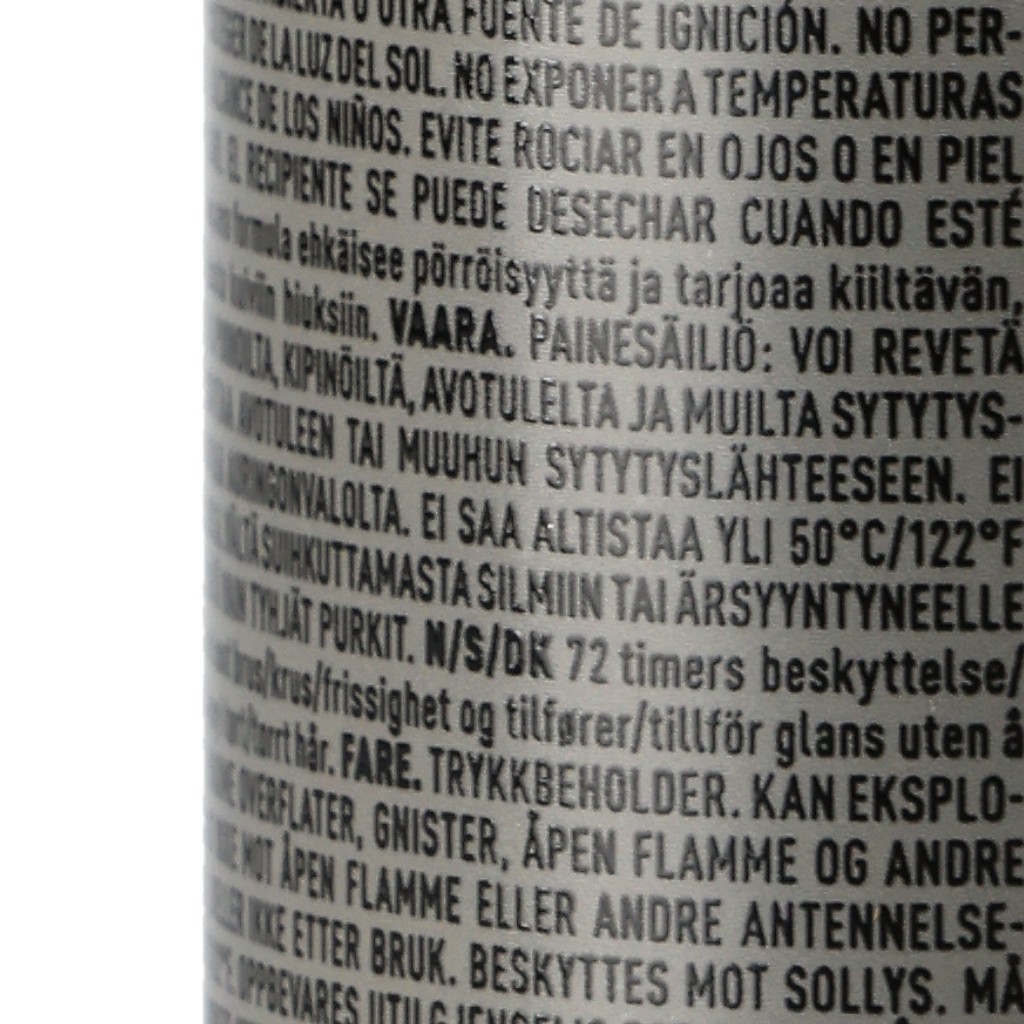 O OTRA FUENTE DE IGNICIÓN. NO PER-
DE LA LUZ DEL SOL. NO EXPONER A TEMPERATURAS
DE LOS NIÑOS. EVITE ROCIAR EN OJOS O EN PIEL
EL RECIPIENTE SE PUEDE DESECHAR CUANDO ESTÉ
formula ehkäisee pörröisyyttä ja tarjoaa kiiltävän,
kuiviin hiuksiin. VAARA. PAINESÄILIÖ: VOI REVETÄ
KIPINÖILTÄ, AVOTULELTA JA MUILTA SYTYTYS-
AVOTULEEN TAI MUUHUN SYTYTYSLÄHTEESEEN. EI
AURINGONVALOLTA. EI SAA ALTISTAA YLI 50°C/122°F
SUIHKUTTAMASTA SILMIIN TAI ÄRSYYNTYNEELLE
TYHJÄT PURKIT. N/S/DK 72 timers beskyttelse/
krus/frissighet og tilfører/tillför glans uten å
hår. FARE. TRYKKBEHOLDER. KAN EKSPLO-
OVERFLATER, GNISTER, ÅPEN FLAMME OG ANDRE
MOT ÅPEN FLAMME ELLER ANDRE ANTENNELSE-
IKKE ETTER BRUK. BESKYTTES MOT SOLLYS. MÅ
OPPBEVARES UTILGJENGELIG